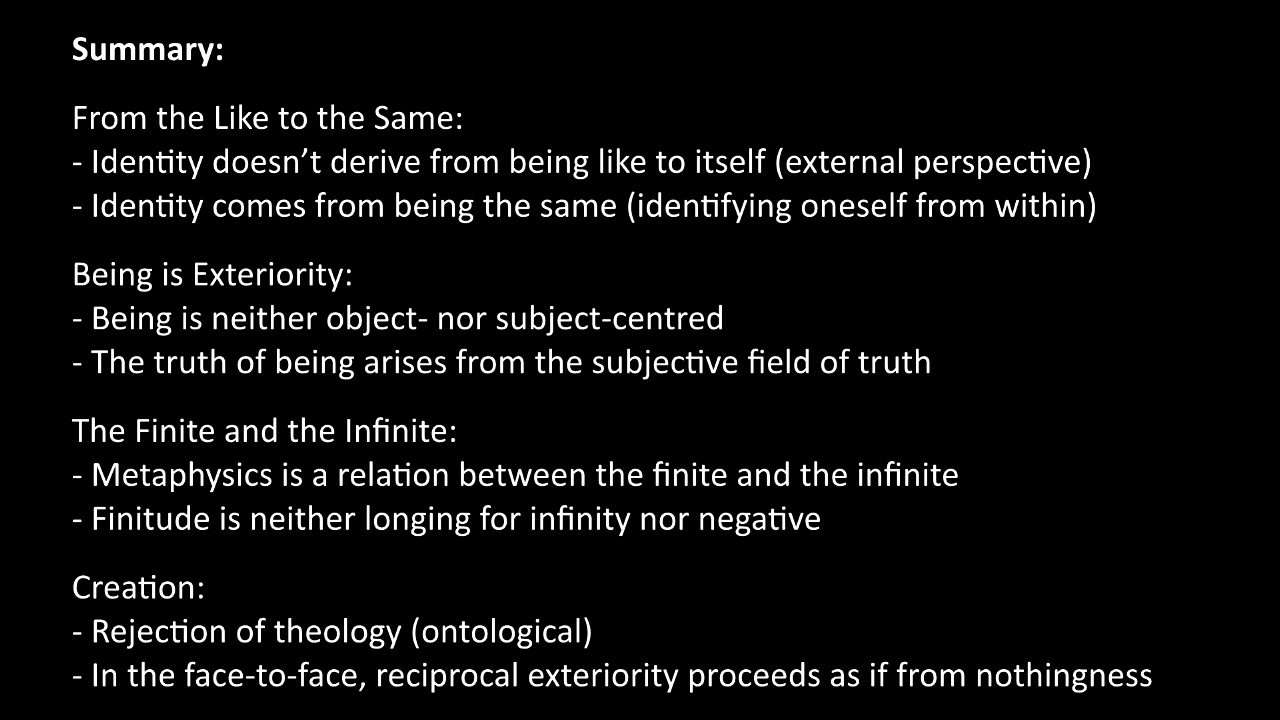 Summary:
From the Like to the Same:
- Identity doesn’t derive from being like to itself (external perspective)
- Identity comes from being the same (identifying oneself from within)
Being is Exteriority:
- Being is neither object- nor subject-centred
- The truth of being arises from the subjective field of truth
The Finite and the Infinite:
- Metaphysics is a relation between the finite and the infinite
- Finitude is neither longing for infinity nor negative
Creation:
- Rejection of theology (ontological)
- In the face-to-face, reciprocal exteriority proceeds as if from nothingness